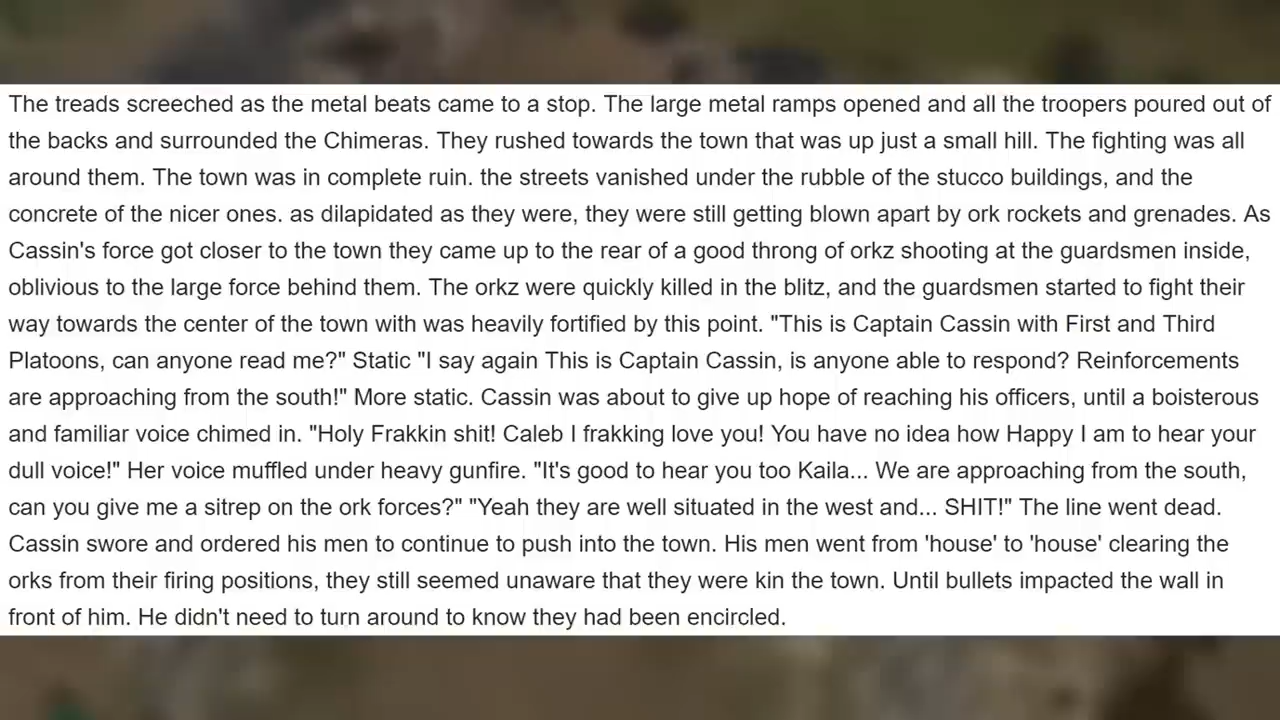 The treads screeched as the metal beats came to a stop. The large metal ramps opened and all the troopers poured out of
the backs and surrounded the Chimeras. They rushed towards the town that was up just a small hill. The fighting was all
around them. The town was in complete ruin. the streets vanished under the rubble of the stucco buildings, and the
concrete of the nicer ones. as dilapidated as they were, they were still getting blown apart by ork rockets and grenades. As
Cassin's force got closer to the town they came up to the rear of a good throng of orkz shooting at the guardsmen inside,
oblivious to the large force behind them. The orkz were quickly killed in the blitz, and the guardsmen started to fight their
way towards the center of the town with was heavily fortified by this point. "This is Captain Cassin with First and Third
Platoons, can anyone read me?" Static "I say again This is Captain Cassin, is anyone able to respond? Reinforcements
are approaching from the south!" More static. Cassin was about to give up hope of reaching his officers, until a boisterous
and familiar voice chimed in. "Holy Frakkin shit! Caleb I frakking love you! You have no idea how Happy I am to hear your
dull voice!" Her voice muffled under heavy gunfire. "It's good to hear you too Kaila... We are approaching from the south,
can you give me a sitrep on the ork forces?" "Yeah they are well situated in the west and... SHIT!" The line went dead.
Cassin swore and ordered his men to continue to push into the town. His men went from 'house' to 'house' clearing the
orks from their firing positions, they still seemed unaware that they were kin the town. Until bullets impacted the wall in
front of him. He didn't need to turn around to know they had been encircled.